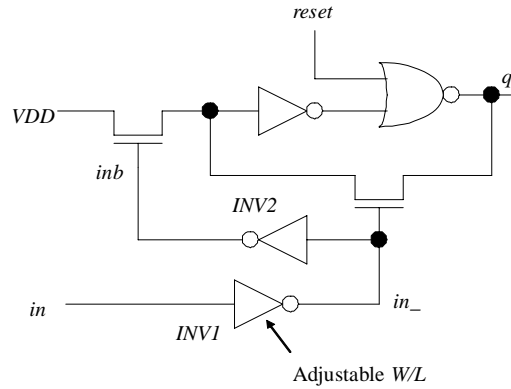 reset
q
VDD
inb
INV2
in
in_
INV1
Adjustable W/L